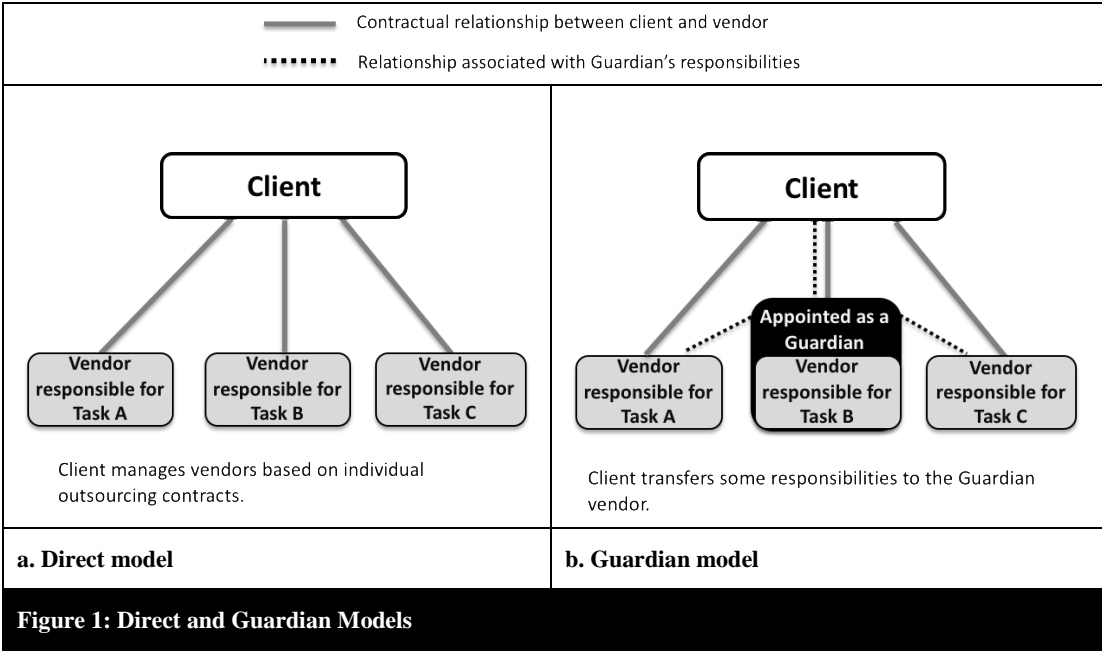 Contractual relationship between client and vendor
Relationship associated with Guardian's responsibilities
Client
Vendor
responsible for
Task A
Vendor
responsible for
Task B
Vendor
responsible for
Task C
Client manages vendors based on individual
outsourcing contracts.
Client
Appointed as a
Guardian
Vendor
responsible for
Task A
Vendor
responsible for
Task B
Vendor
responsible for
Task C
Client transfers some responsibilities to the Guardian
vendor.
a. Direct model
b. Guardian model
Figure 1: Direct and Guardian Models